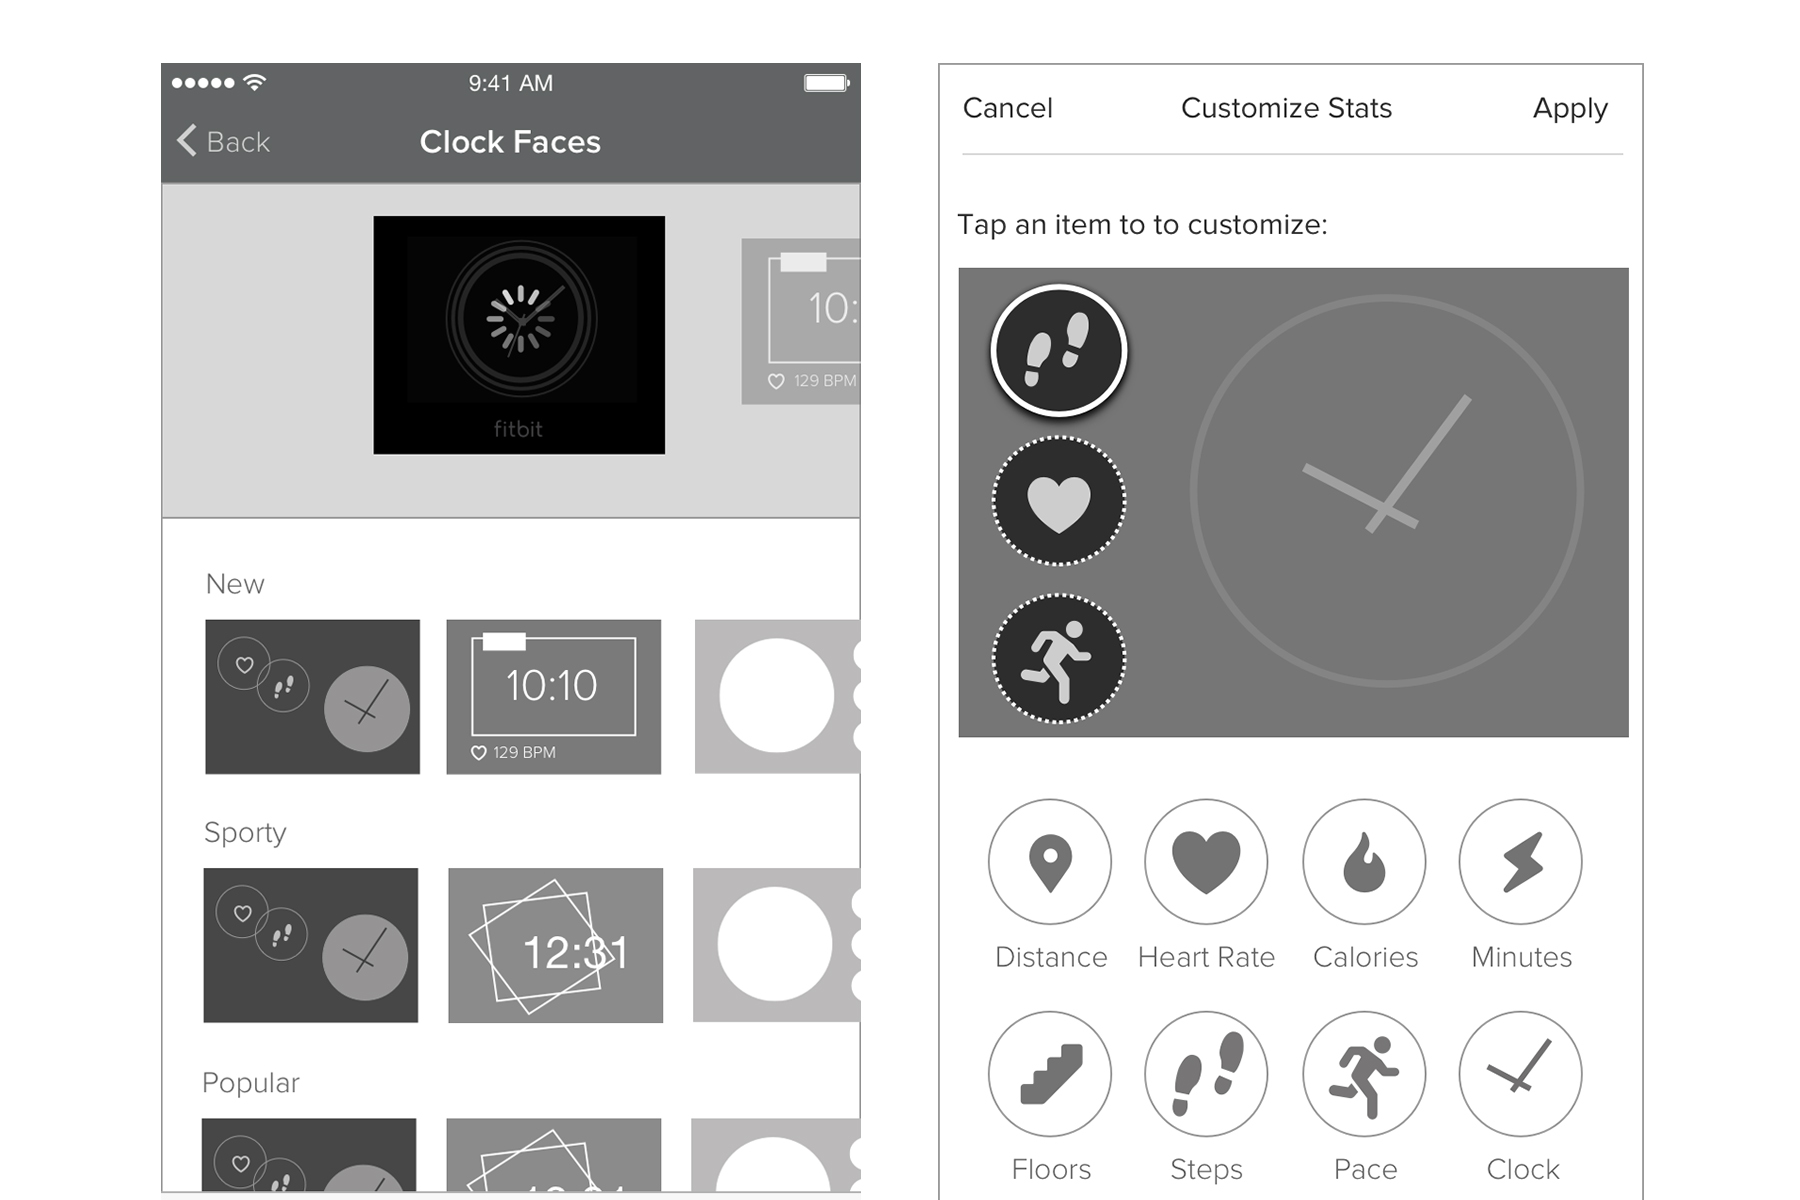 9:41 AM
Back
Clock Faces
10:
129 BPM
fitbit
New
10:10
129 BPM
Sporty
12:31
Popular
Cancel
Customize Stats
Apply
Tap an item to to customize:
Distance
Heart Rate
Calories
Minutes
Floors
Steps
Pace
Clock